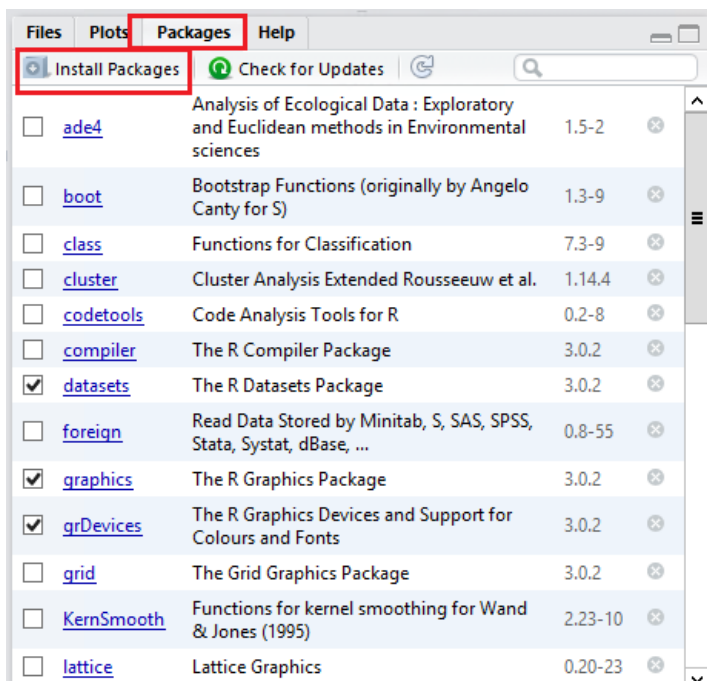 Files Plots Packages Help
Install Packages Check for Updates
ade4 Analysis of Ecological Data : Exploratory
and Euclidean methods in Environmental
sciences 1.5-2
boot Bootstrap Functions (originally by Angelo
Canty for S) 1.3-9
class Functions for Classification 7.3-9
cluster Cluster Analysis Extended Rousseeuw et al. 1.14.4
codetools Code Analysis Tools for R 0.2-8
compiler The R Compiler Package 3.0.2
datasets The R Datasets Package 3.0.2
foreign Read Data Stored by Minitab, S, SAS, SPSS,
Stata, Systat, dBase, ... 0.8-55
graphics The R Graphics Package 3.0.2
grDevices The R Graphics Devices and Support for
Colours and Fonts 3.0.2
grid The Grid Graphics Package 3.0.2
KernSmooth Functions for kernel smoothing for Wand
& Jones (1995) 2.23-10
lattice Lattice Graphics 0.20-23